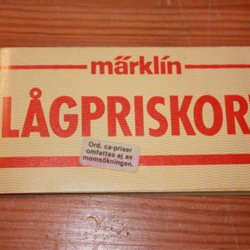 märklin
LÅGPRISKOR
Ord. ca-priser
omfattas ej av
momsökningen.